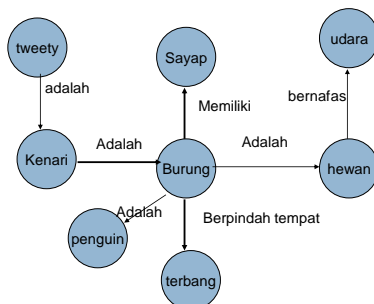 tweety
Sayap
udara
adalah
Memiliki
bernafas
Adalah
Adalah
Kenari
Burung
hewan
Adalah
Berpindah tempat
penguin
terbang